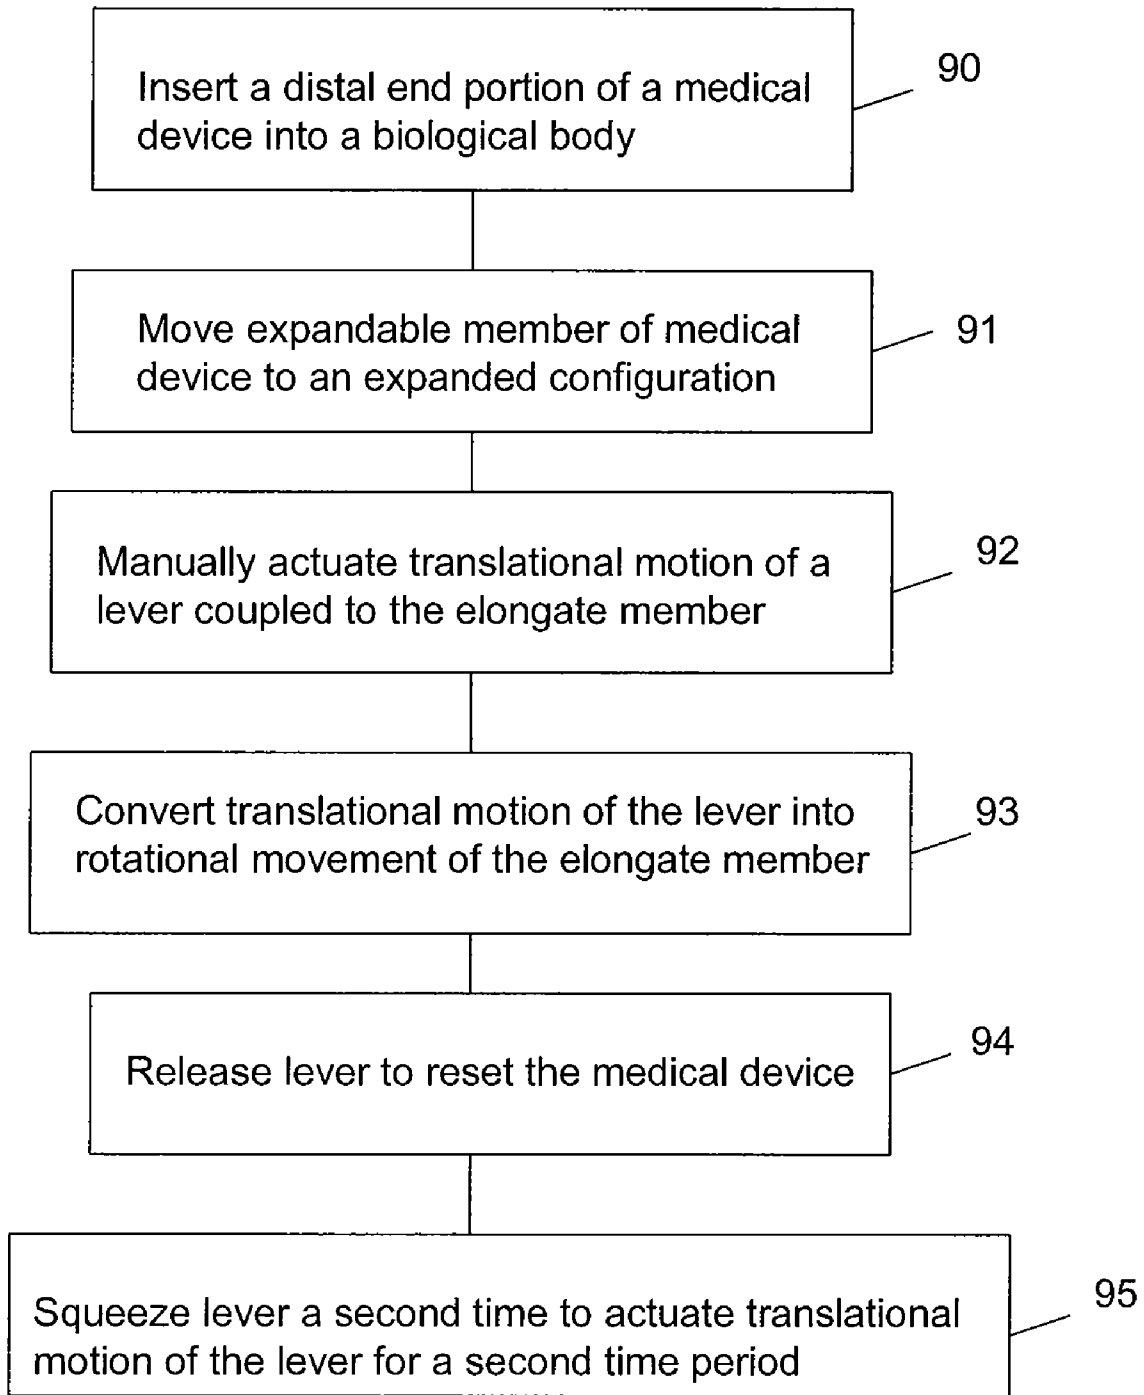 Insert a distal end portion of a medical
device into a biological body
90
Move expandable member of medical
device to an expanded configuration
91
Manually actuate translational motion of a
lever coupled to the elongate member
92
Convert translational motion of the lever into
rotational movement of the elongate member
93
Release lever to reset the medical device
94
Squeeze lever a second time to actuate translational
motion of the lever for a second time period
95